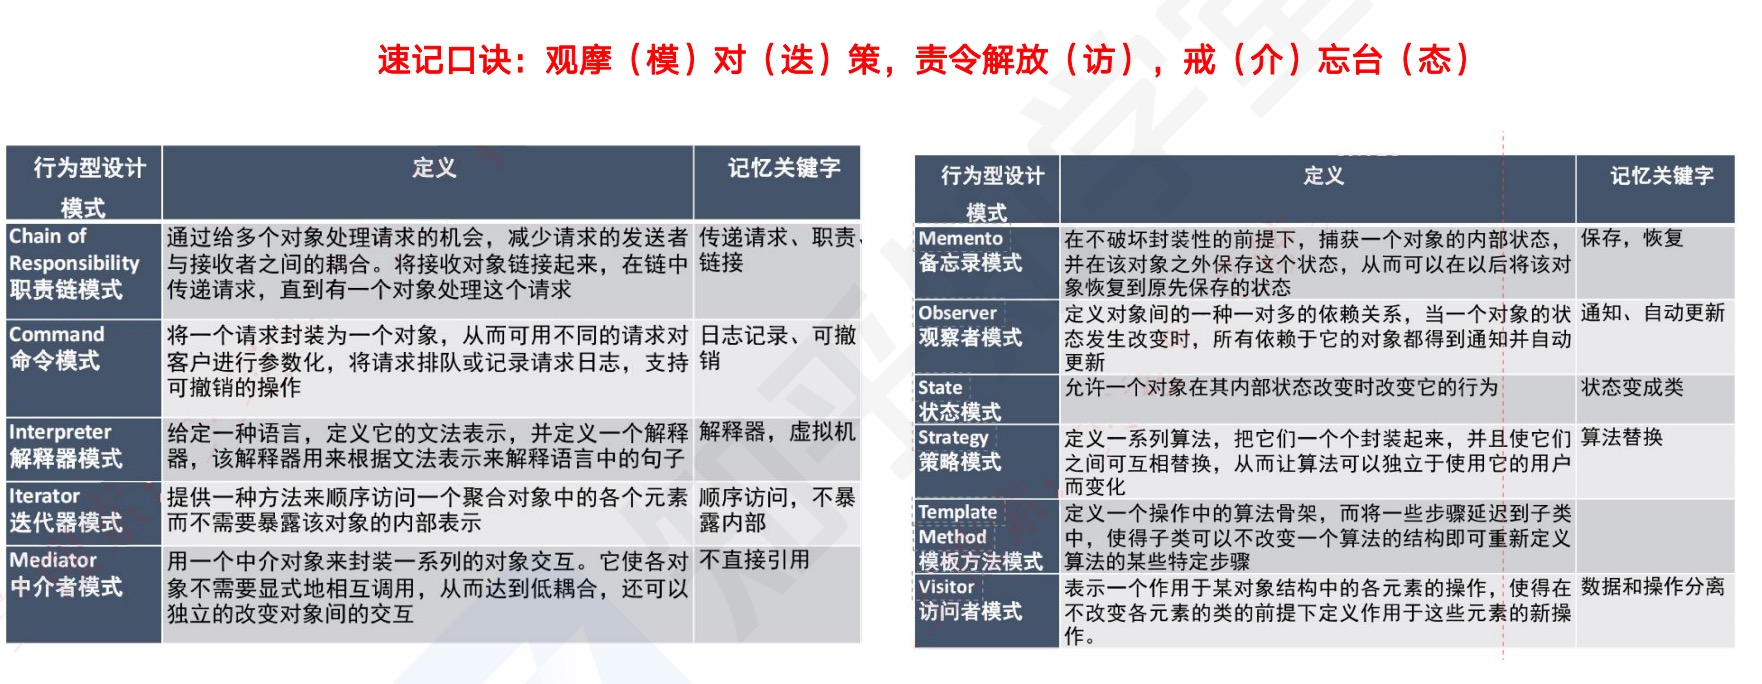 速记口诀：观摩（模）对（迭）策，责令解放（访），戒（介）忘台（态）
行为型设计
模式
定义
记忆关键字
Chain of
Responsibility
职责链模式
通过给多个对象处理请求的机会，减少请求的发送者
与接收者之间的耦合。将接收对象链接起来，在链中
传递请求，直到有一个对象处理这个请求
传递请求、职责、
链接
Command
命令模式
将一个请求封装为一个对象，从而可用不同的请求对
客户进行参数化，将请求排队或记录请求日志，支持
可撤销的操作
日志记录、可撤
销
Interpreter
解释器模式
给定一种语言，定义它的文法表示，并定义一个解释
器，该解释器用来根据文法表示来解释语言中的句子
解释器，虚拟机
Iterator
迭代器模式
提供一种方法来顺序访问一个聚合对象中的各个元素
而不需要暴露该对象的内部表示
顺序访问，不暴
露内部
Mediator
中介者模式
用一个中介对象来封装一系列的对象交互。它使各对
象不需要显式地相互调用，从而达到低耦合，还可以
独立的改变对象间的交互
不直接引用
行为型设计
模式
定义
记忆关键字
Memento
备忘录模式
在不破坏封装性的前提下，捕获一个对象的内部状态，
并在该对象之外保存这个状态，从而可以在以后将该对
象恢复到原先保存的状态
保存，恢复
Observer
观察者模式
定义对象间的一种一对多的依赖关系，当一个对象的状
态发生改变时，所有依赖于它的对象都得到通知并自动
更新
通知、自动更新
State
状态模式
允许一个对象在其内部状态改变时改变它的行为
状态变成类
Strategy
策略模式
定义一系列算法，把它们一个个封装起来，并且使它们
之间可互相替换，从而让算法可以独立于使用它的用户
而变化
算法替换
Template
Method
模板方法模式
定义一个操作中的算法骨架，而将一些步骤延迟到子类
中，使得子类可以不改变一个算法的结构即可重新定义
算法的某些特定步骤
Visitor
访问者模式
表示一个作用于某对象结构中的各元素的操作，使得在
不改变各元素的类的前提下定义作用于这些元素的新操
作。
数据和操作分离